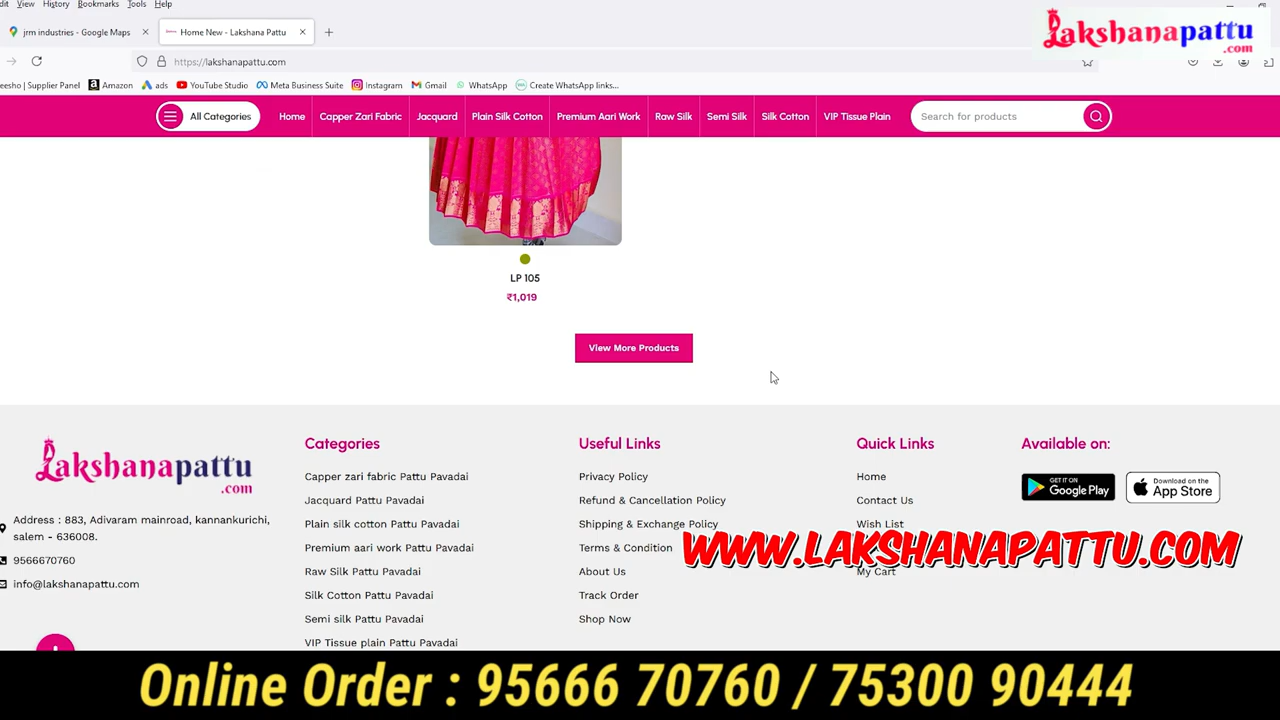 View History Bookmarks Tools Help
jrm industries - Google Maps
Home New - Lakshana Pattu
Lakshanapattu
.com
https://lakshanapattu.com
eesho | Supplier Panel Amazon ads YouTube Studio Meta Business Suite Instagram Gmail WhatsApp Create WhatsApp links...
All Categories Home Capper Zari Fabric Jacquard Plain Silk Cotton Premium Aari Work Raw Silk Semi Silk Silk Cotton VIP Tissue Plain Search for products
LP 105
₹1,019
View More Products
Lakshanapattu
.com
Address : 883, Adivaram mainroad, kannankurichi,
salem - 636008.
9566670760
info@lakshanapattu.com
Categories
Capper zari fabric Pattu Pavadai
Jacquard Pattu Pavadai
Plain silk cotton Pattu Pavadai
Premium aari work Pattu Pavadai
Raw Silk Pattu Pavadai
Silk Cotton Pattu Pavadai
Semi silk Pattu Pavadai
VIP Tissue plain Pattu Pavadai
Useful Links
Privacy Policy
Refund & Cancellation Policy
Shipping & Exchange Policy
Terms & Condition
About Us
Track Order
Shop Now
Quick Links
Home
Contact Us
Wish List
My Cart
Available on:
GET IT ON
Google Play
Download on the
App Store
WWW.LAKSHANAPATTU.COM
Online Order : 95666 70760 / 75300 90444